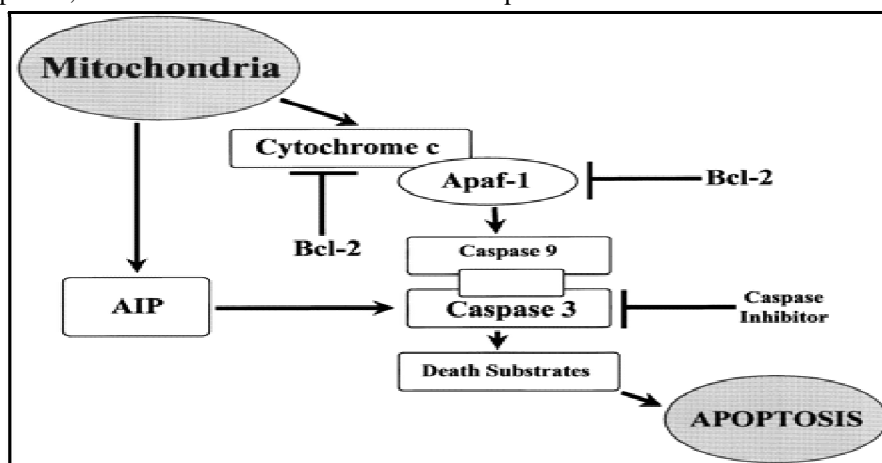 Mitochondria
Cytochrome c
Apaf-1
Bcl-2
Bcl-2
Caspase 9
AIP
Caspase 3
Caspase
Inhibitor
Death Substrates
APOPTOSIS